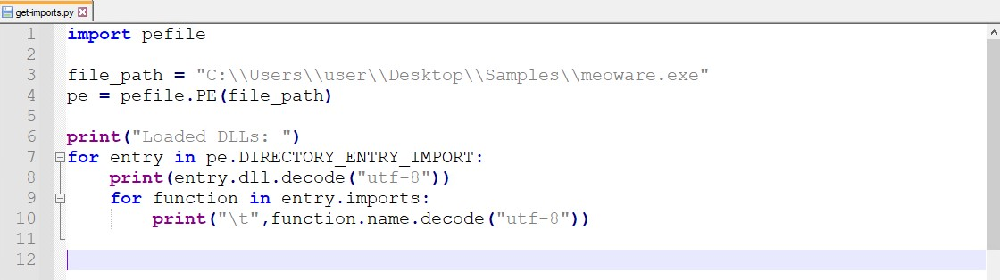 get-imports.py
1 import pefile
2
3 file_path = "C:\\Users\\user\\Desktop\\Samples\\meoware.exe"
4 pe = pefile.PE(file_path)
5
6 print("Loaded DLLs: ")
7 for entry in pe.DIRECTORY_ENTRY_IMPORT:
8     print(entry.dll.decode("utf-8"))
9     for function in entry.imports:
10         print("\t",function.name.decode("utf-8"))
11
12